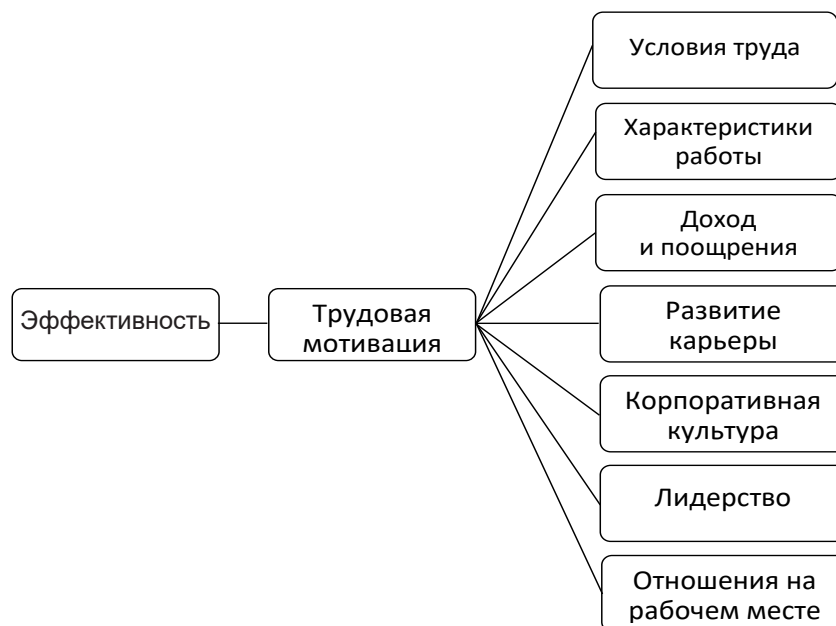 Условия труда
Характеристики
работы
Доход
и поощрения
Эффективность
Трудовая
мотивация
Развитие
карьеры
Корпоративная
культура
Лидерство
Отношения на
рабочем месте